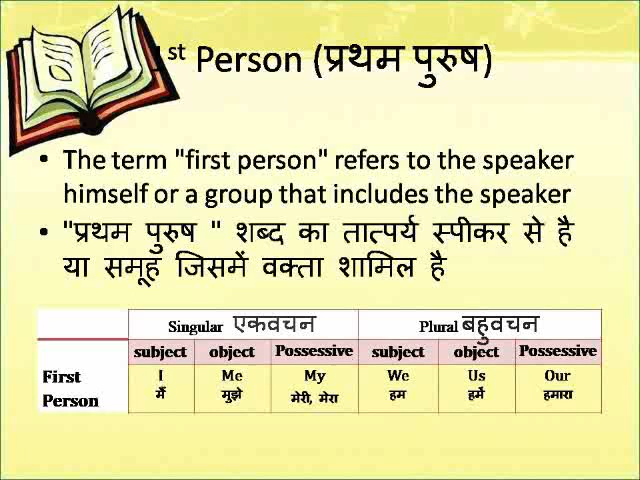 1st Person (प्रथम पुरुष)
• The term "first person" refers to the speaker
himself or a group that includes the speaker
• "प्रथम पुरुष " शब्द का तात्पर्य स्पीकर से है
या समूह जिसमें वक्ता शामिल है
Singular एकवचन Plural बहुवचन
subject object Possessive subject object Possessive
First Person I Me My We Us Our
मैं मुझे मेरी, मेरा हम हमें हमारा